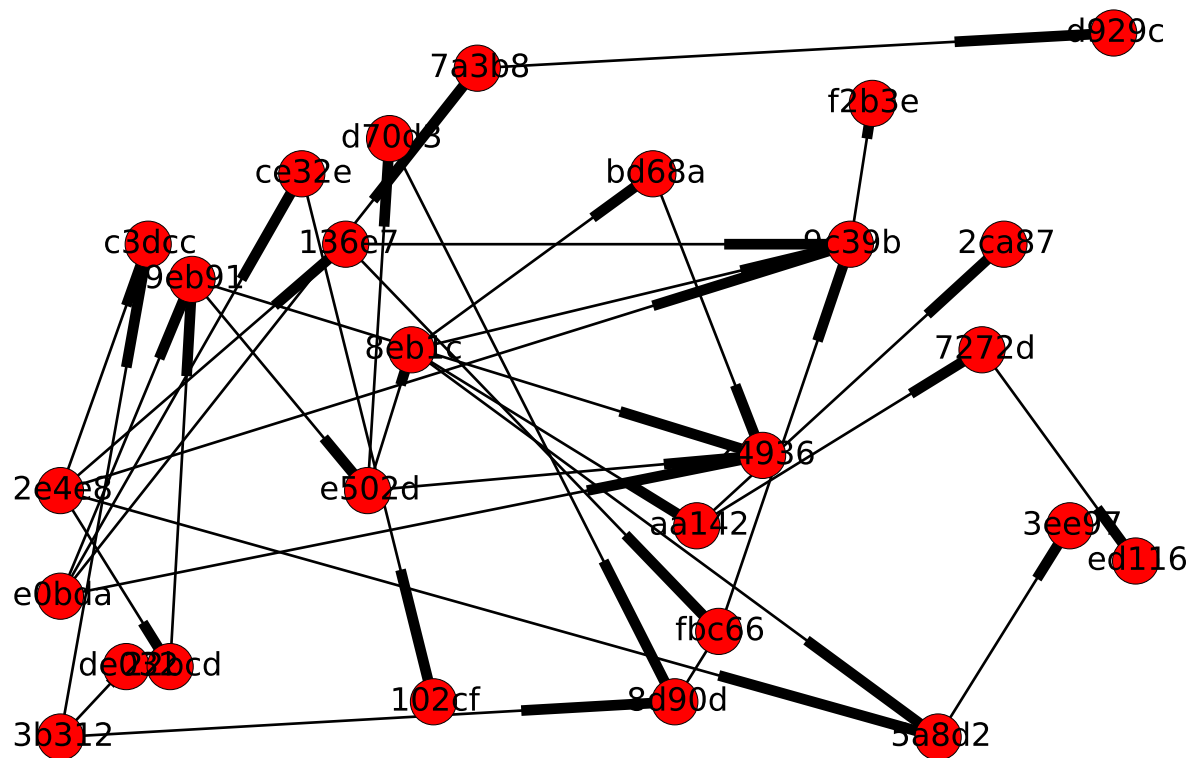 d929c
7a3b8
f2b3e
d70d3
ce32e
bd68a
c3dcc
136e7
9c39b
2ca87
9eb91
8eb1c
7272d
4936
2e4e8
e502d
aa142
3ee97
ed116
e0bda
fbc66
102cf
8d90d
3b312
5a8d2